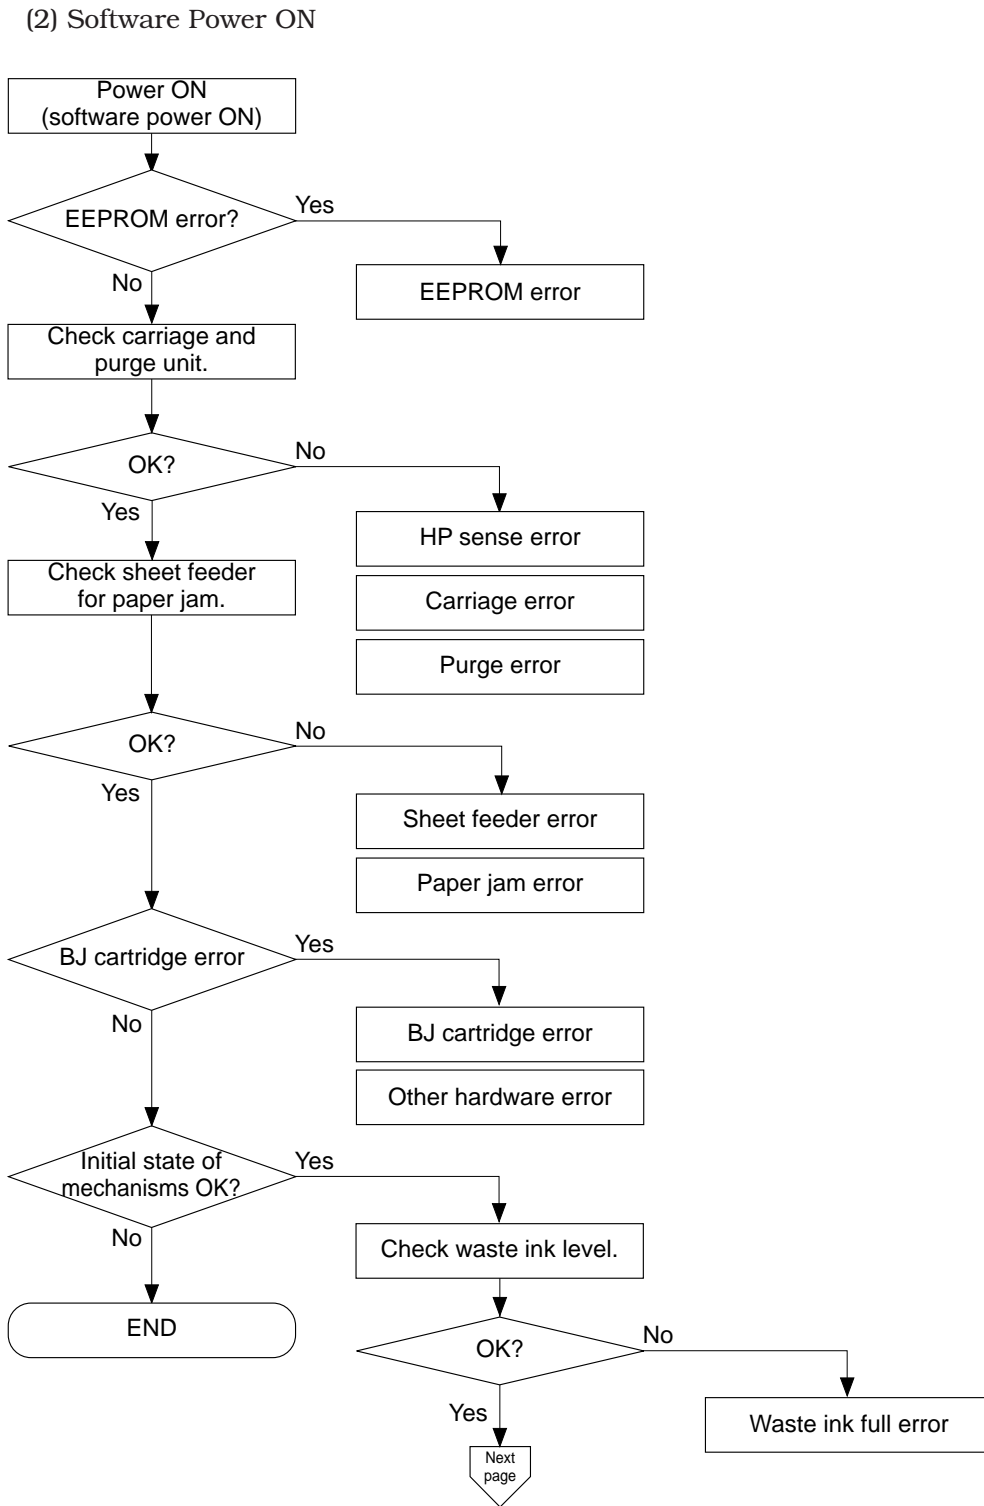 (2) Software Power ON
Power ON
(software power ON)
EEPROM error?
Yes
No
EEPROM error
Check carriage and
purge unit.
OK?
No
Yes
HP sense error
Check sheet feeder
for paper jam.
Carriage error
Purge error
OK?
No
Yes
Sheet feeder error
Paper jam error
BJ cartridge error
Yes
No
BJ cartridge error
Other hardware error
Initial state of
mechanisms OK?
Yes
No
Check waste ink level.
END
OK?
No
Yes
Waste ink full error
Next
page